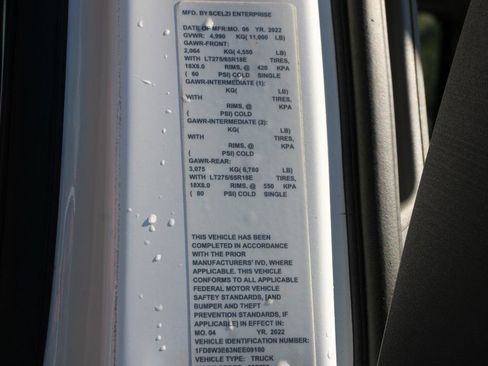 MFD. BY SCELZI ENTERPRISE
DATE OF MFR: MO. 06 YR. 2022
GVWR: 4,990 KG( 11,000 LB)
GAWR-FRONT:
2,064 KG( 4,550 LB)
WITH LT275/65R18E TIRES,
18X8.0 RIMS, @ 420 KPA
( 60 PSI) COLD SINGLE
GAWR-INTERMEDIATE (1):
KG( LB)
WITH TIRES,
RIMS, @ KPA
( PSI) COLD
GAWR-INTERMEDIATE (2):
KG( LB)
WITH TIRES,
RIMS, @ KPA
( PSI) COLD
GAWR-REAR:
3,075 KG( 6,780 LB)
WITH LT275/65R18E TIRES,
18X8.0 RIMS, @ 550 KPA
( 80 PSI) COLD SINGLE
THIS VEHICLE HAS BEEN
COMPLETED IN ACCORDANCE
WITH THE PRIOR
MANUFACTURERS' IVD, WHERE
APPLICABLE. THIS VEHICLE
CONFORMS TO ALL APPLICABLE
FEDERAL MOTOR VEHICLE
SAFTEY STANDARDS, [AND
BUMPER AND THEFT
PREVENTION STANDARDS, IF
APPLICABLE] IN EFFECT IN:
MO. 04 YR. 2022
VEHICLE IDENTIFICATION NUMBER:
1FD8W3E63NEE09180
VEHICLE TYPE: TRUCK